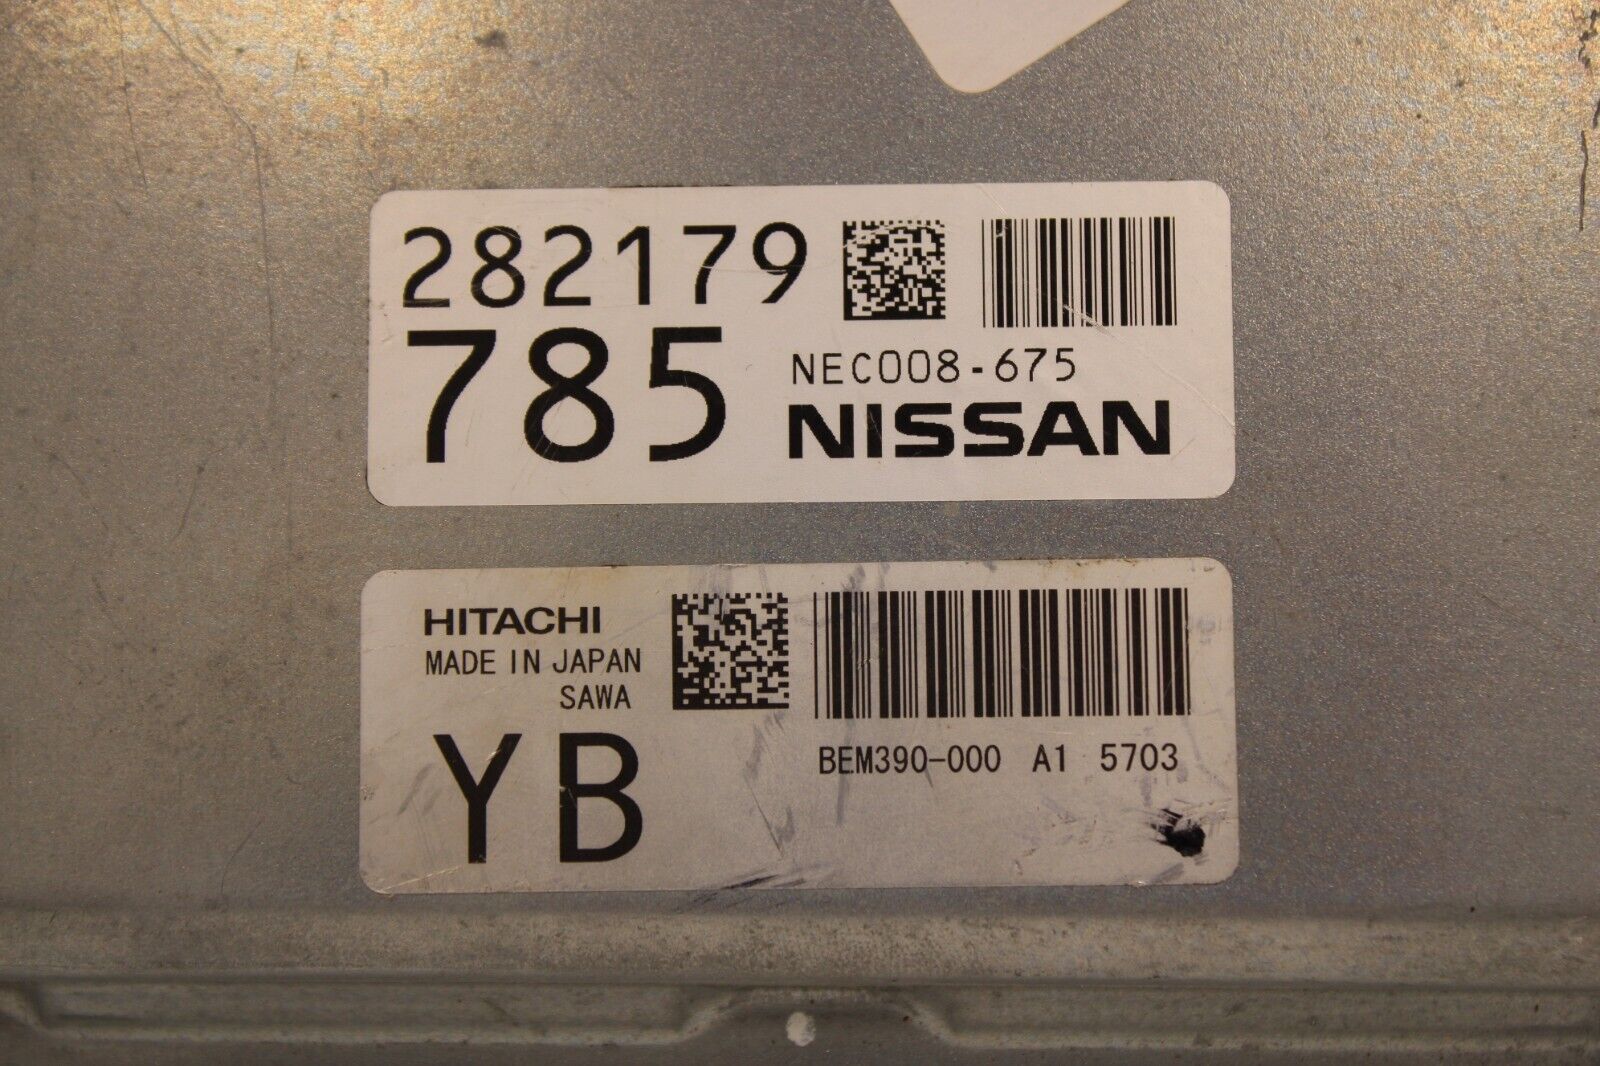 282179
785
NEC008-675
NISSAN
HITACHI
MADE IN JAPAN
SAWA
YB
BEM390-000 A1 5703